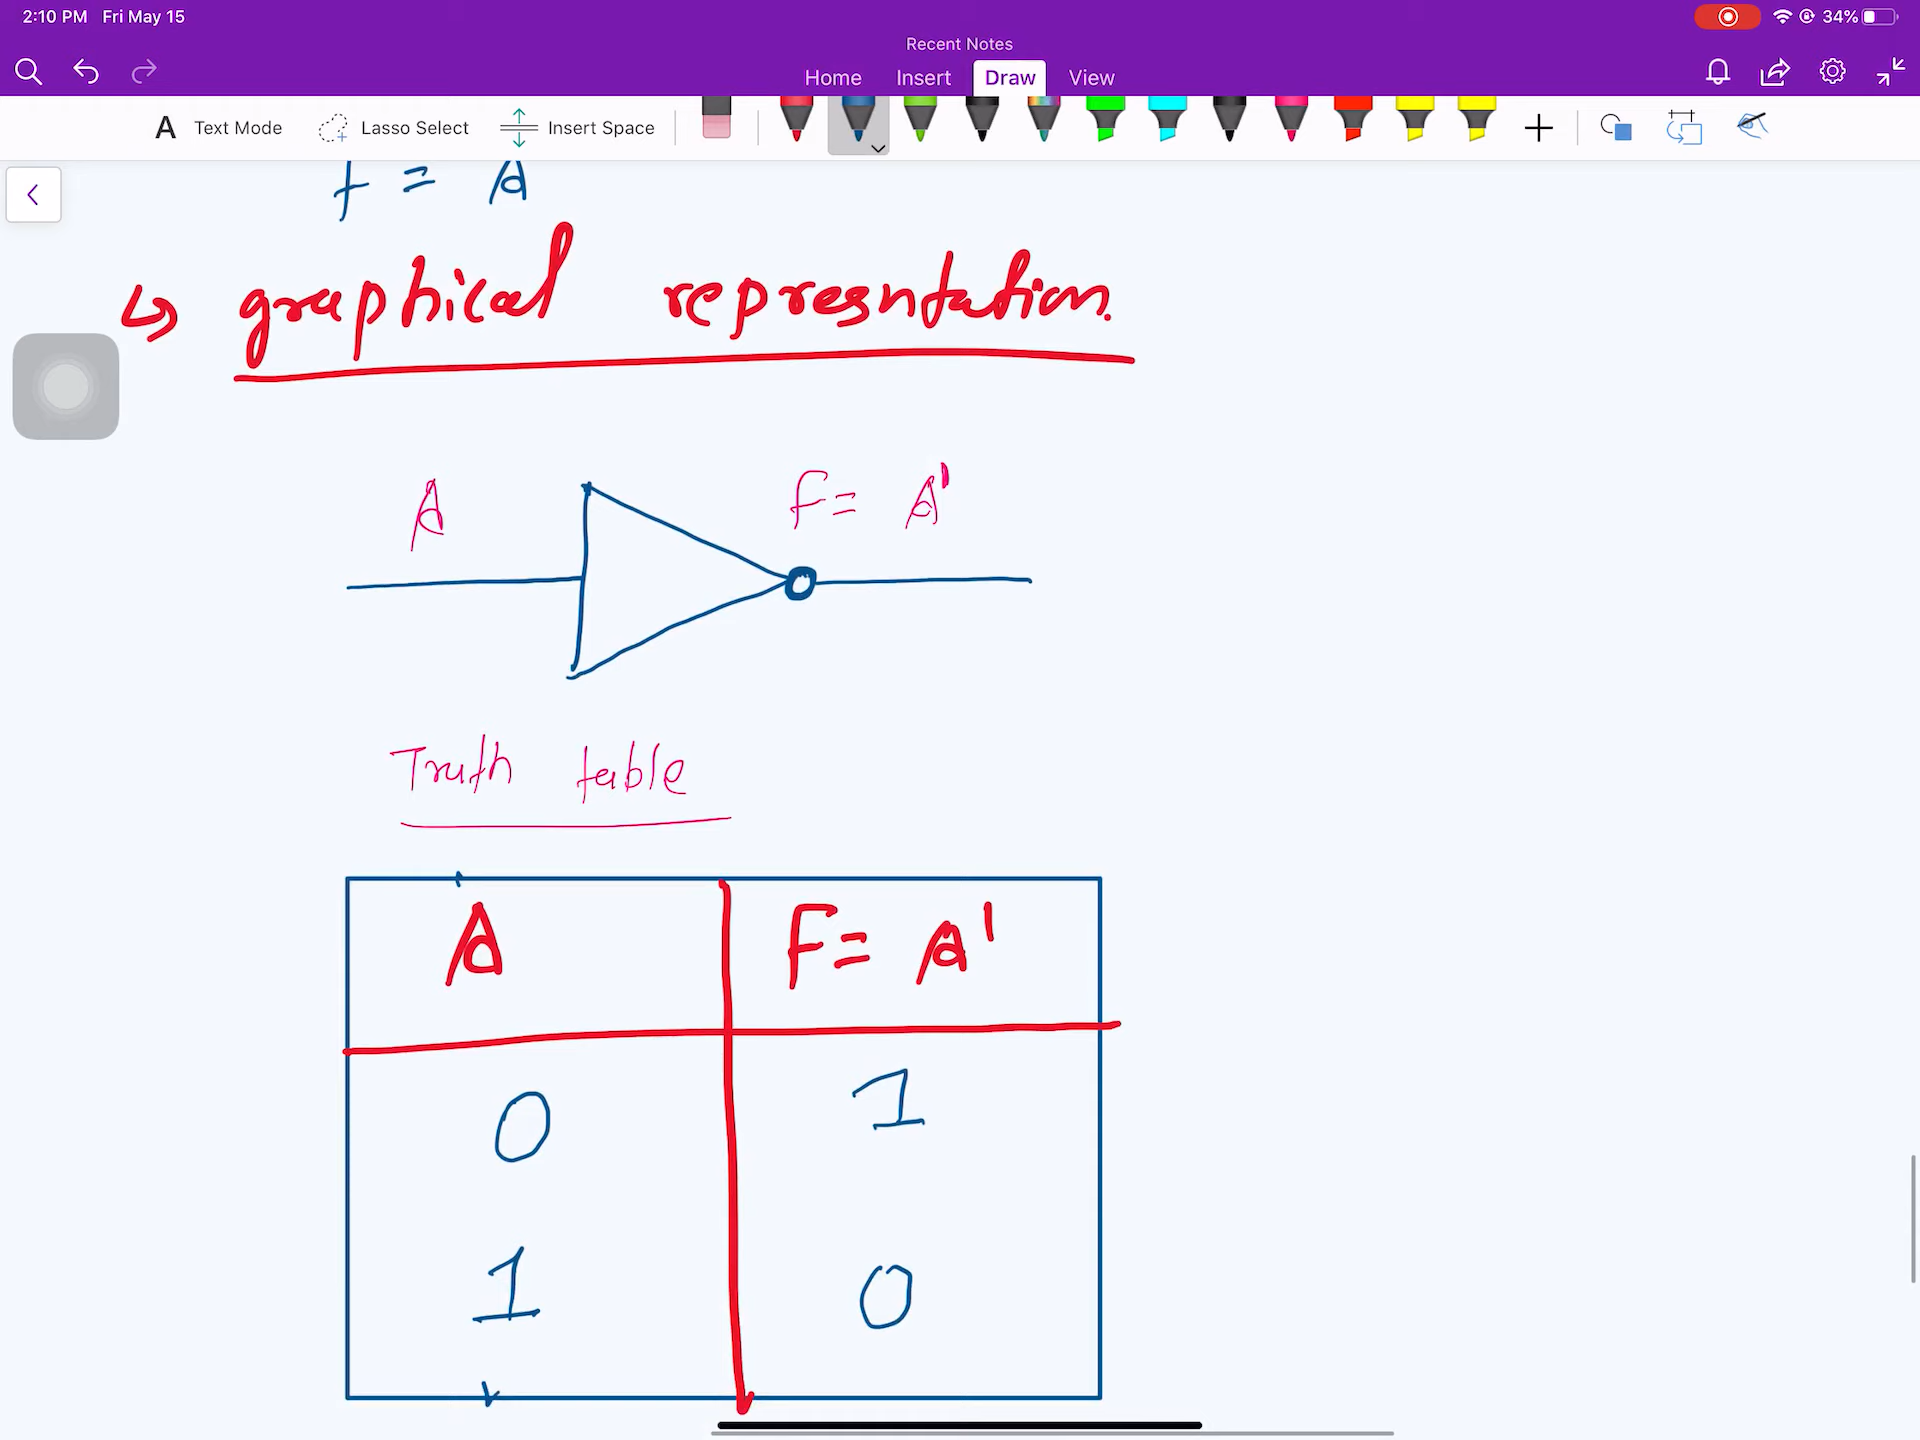 2:10 PM Fri May 15 34%
Recent Notes
Home Insert Draw View
A Text Mode Lasso Select Insert Space
f = A
↳ graphical represntation.
A f = A'
Truth table
A F = A'
0 1
1 0